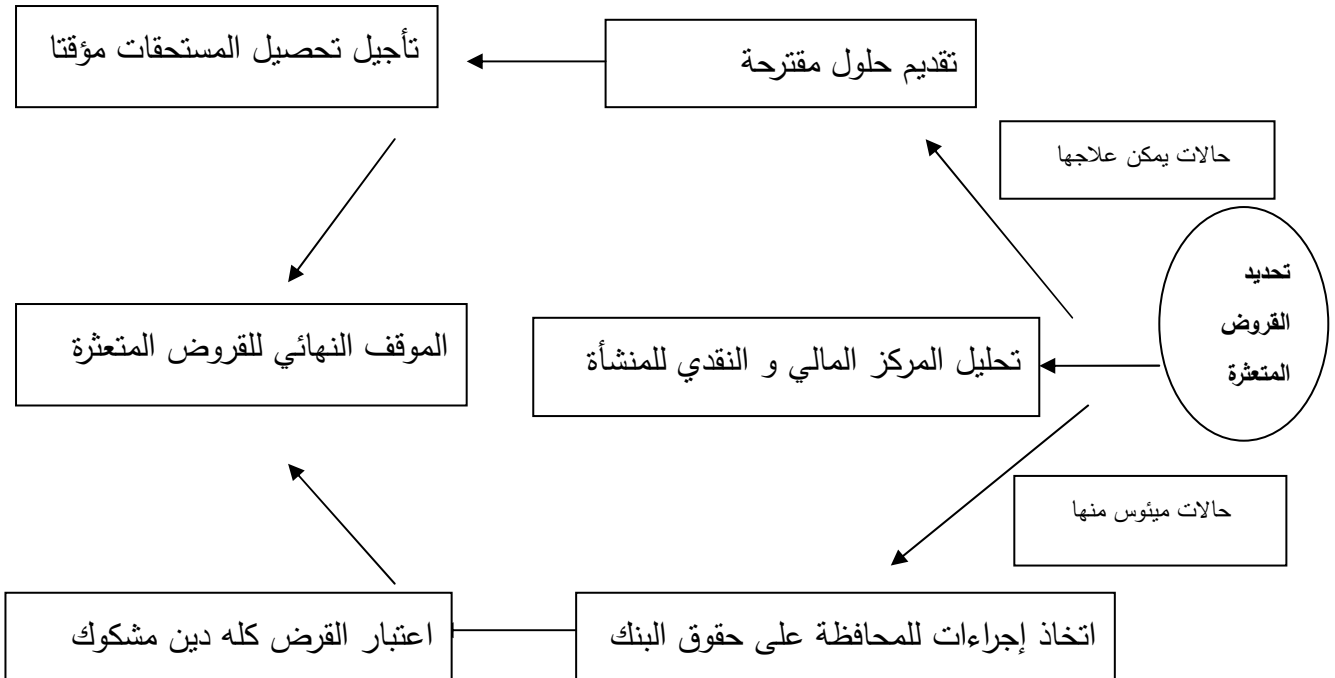 تقديم حلول مقترحة
تأجيل تحصيل المستحقات مؤقتا
حالات يمكن علاجها
تحديد
القروض
المتعثرة
تحليل المركز المالي و النقدي للمنشأة
الموقف النهائي للقروض المتعثرة
حالات ميئوس منها
اتخاذ إجراءات للمحافظة على حقوق البنك
اعتبار القرض كله دين مشكوك